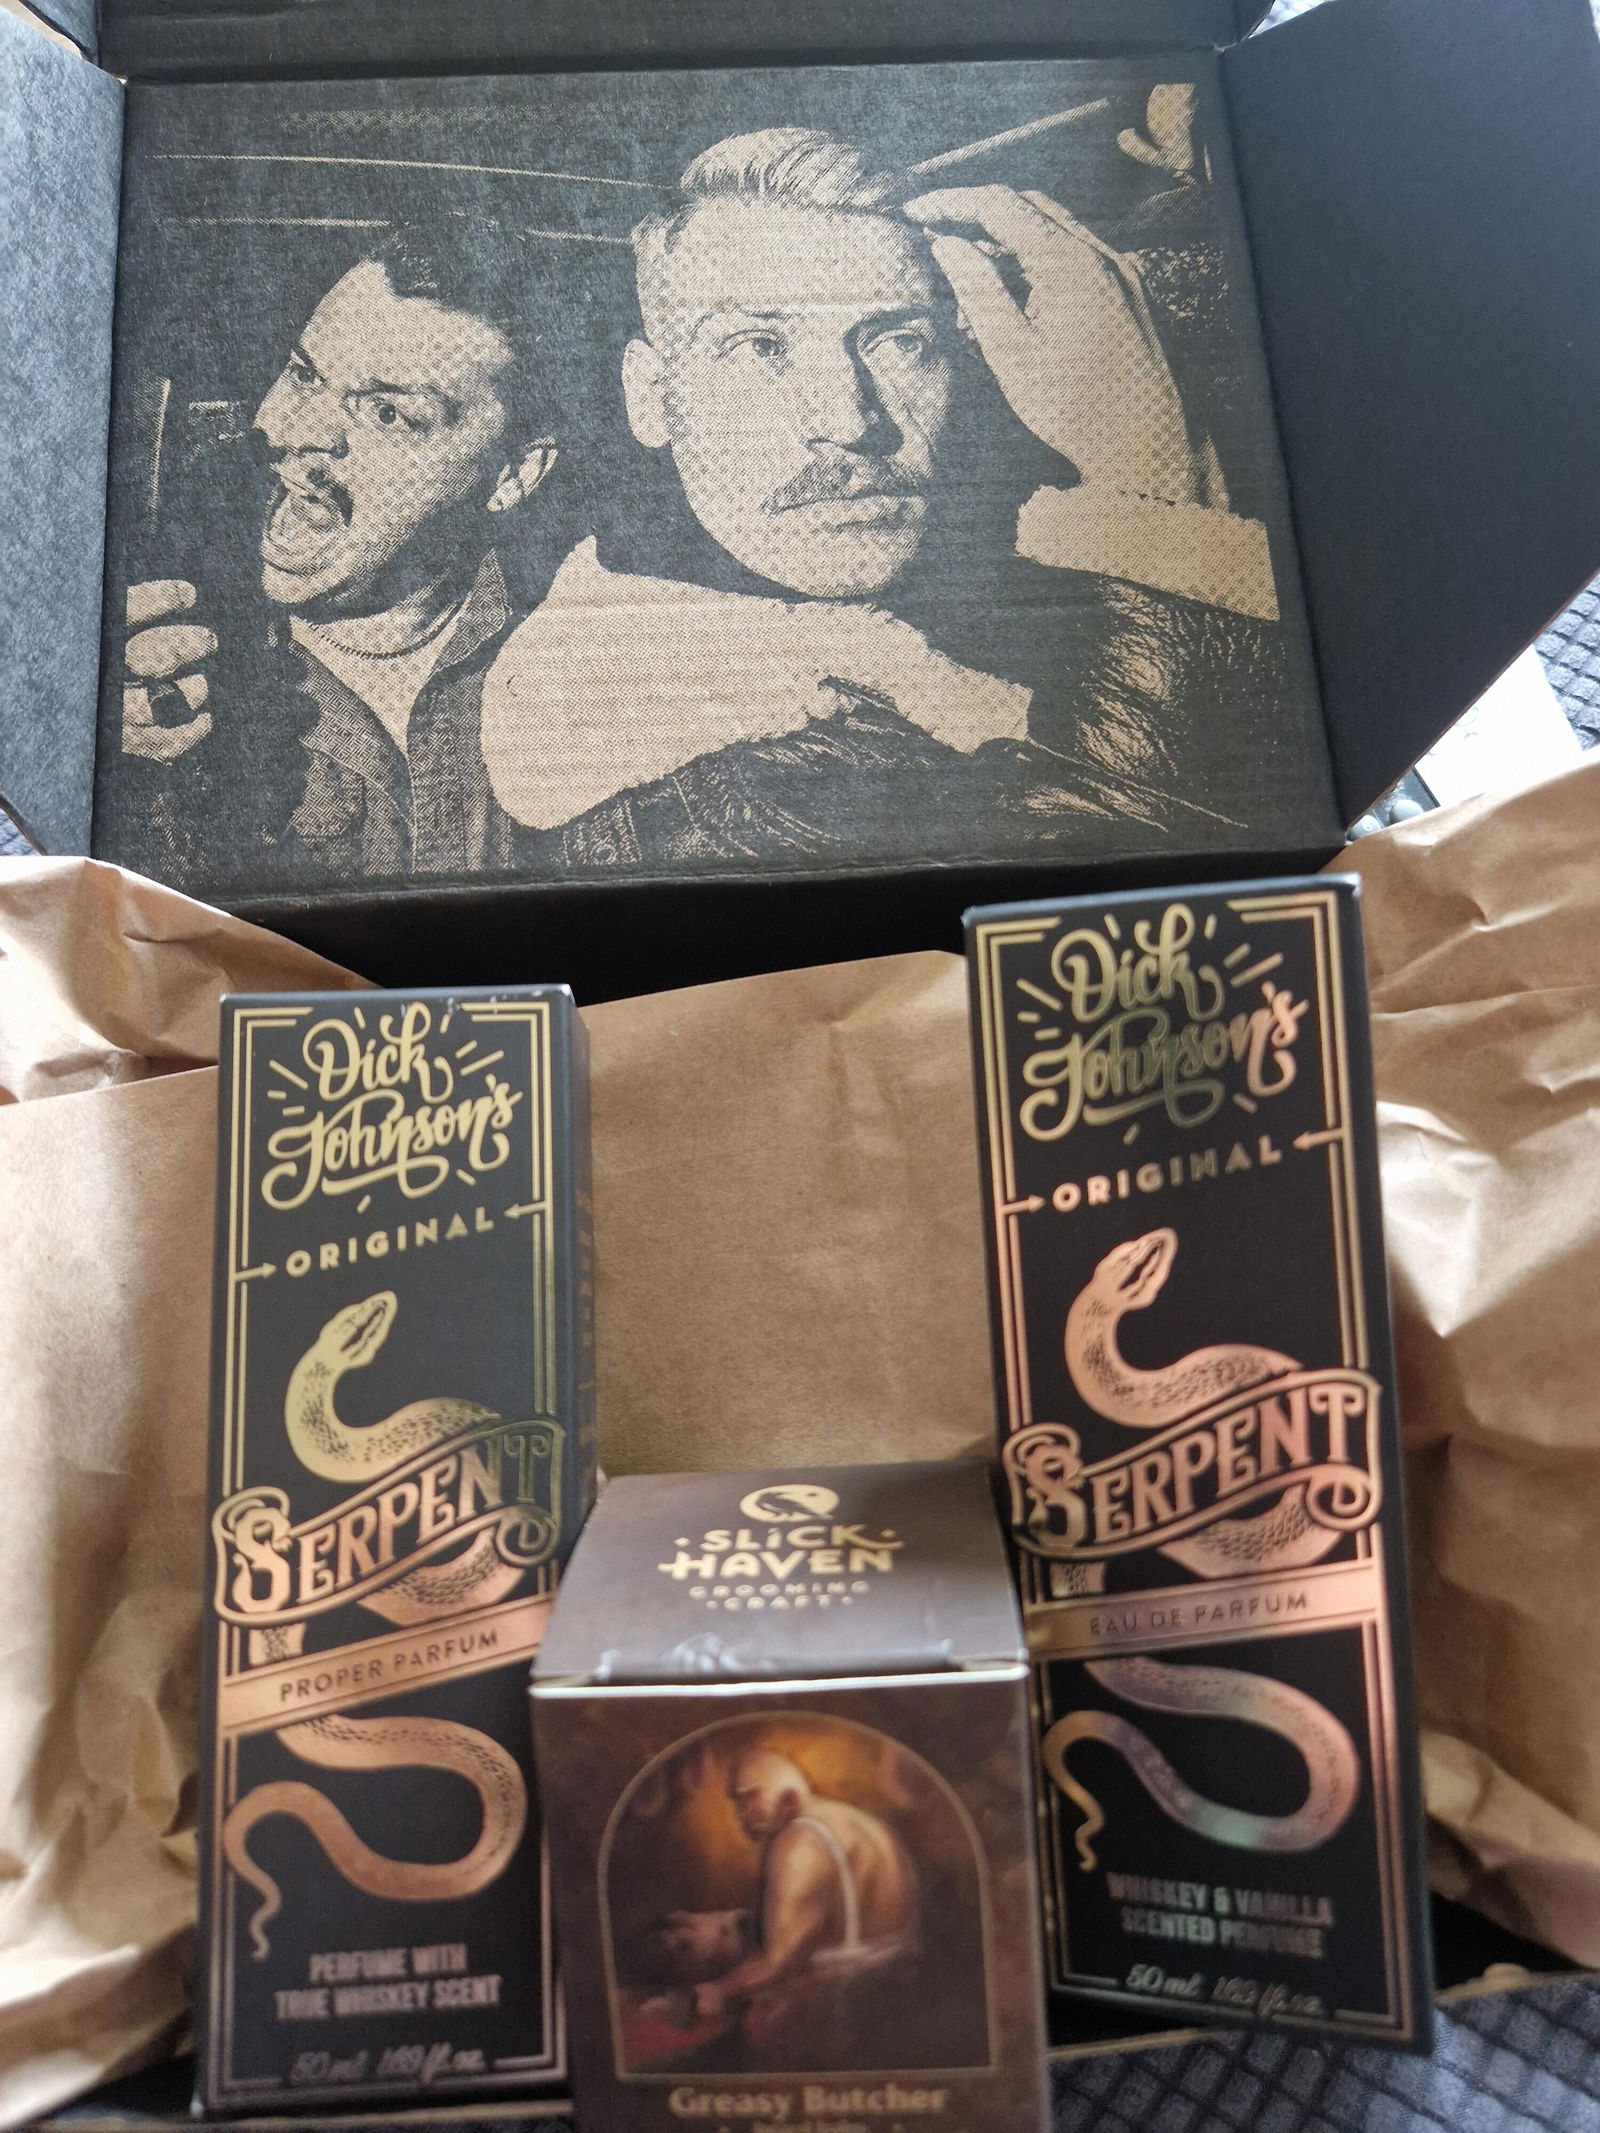 Dick
Johnson's
ORIGINAL
SERPENT
PROPER PARFUM
PERFUME WITH
TRUE WHISKEY SCENT
50 ml 1.69 fl. oz.
SLiCK
HAVEN
GROOMING
CRAFT
Greasy Butcher
Dick
Johnson's
ORIGINAL
SERPENT
EAU DE PARFUM
WHISKEY & VANILLA
SCENTED PERFUME
50 ml 1.69 fl. oz.